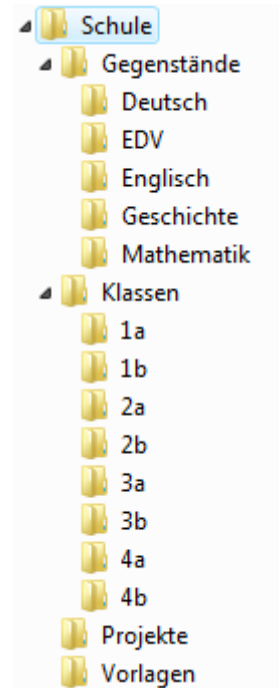 Schule
Gegenstände
Deutsch
EDV
Englisch
Geschichte
Mathematik
Klassen
1a
1b
2a
2b
3a
3b
4a
4b
Projekte
Vorlagen